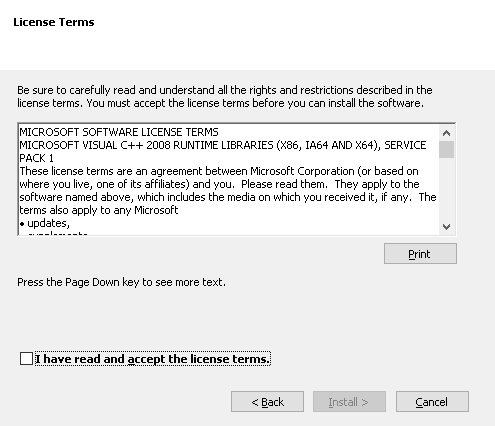 License Terms
Be sure to carefully read and understand all the rights and restrictions described in the
license terms. You must accept the license terms before you can install the software.
MICROSOFT SOFTWARE LICENSE TERMS
MICROSOFT VISUAL C++ 2008 RUNTIME LIBRARIES (X86, IA64 AND X64), SERVICE
PACK 1
These license terms are an agreement between Microsoft Corporation (or based on
where you live, one of its affiliates) and you.  Please read them.  They apply to the
software named above, which includes the media on which you received it, if any.  The
terms also apply to any Microsoft
• updates,
Print
Press the Page Down key to see more text.
I have read and accept the license terms.
< Back
Install >
Cancel